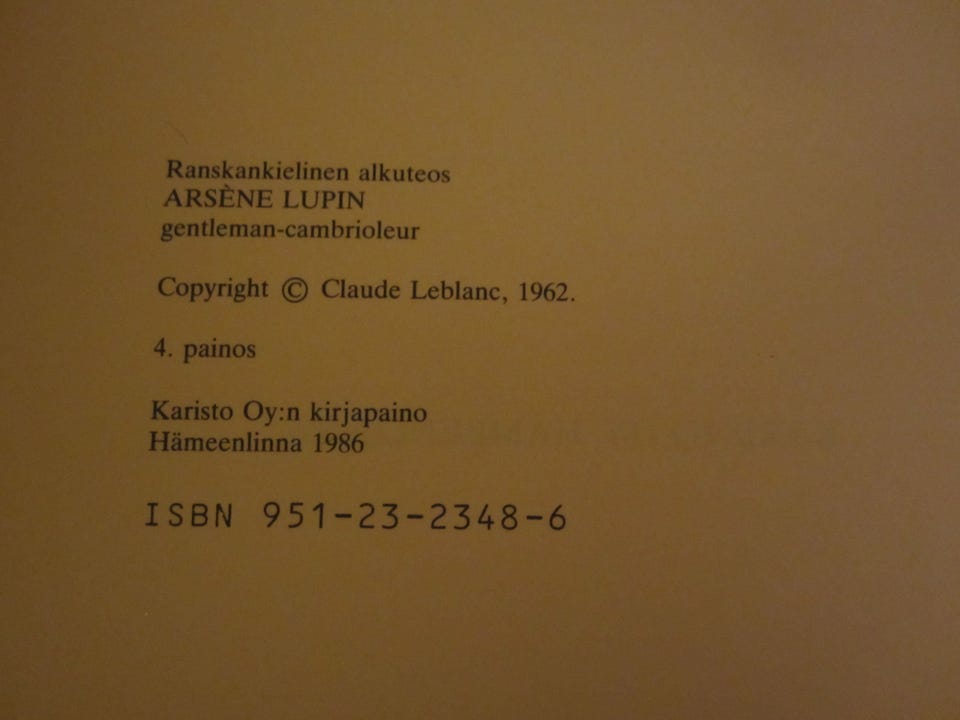 Ranskankielinen alkuteos
ARSÈNE LUPIN
gentleman-cambrioleur
Copyright © Claude Leblanc, 1962.
4. painos
Karisto Oy:n kirjapaino
Hämeenlinna 1986
ISBN 951-23-2348-6